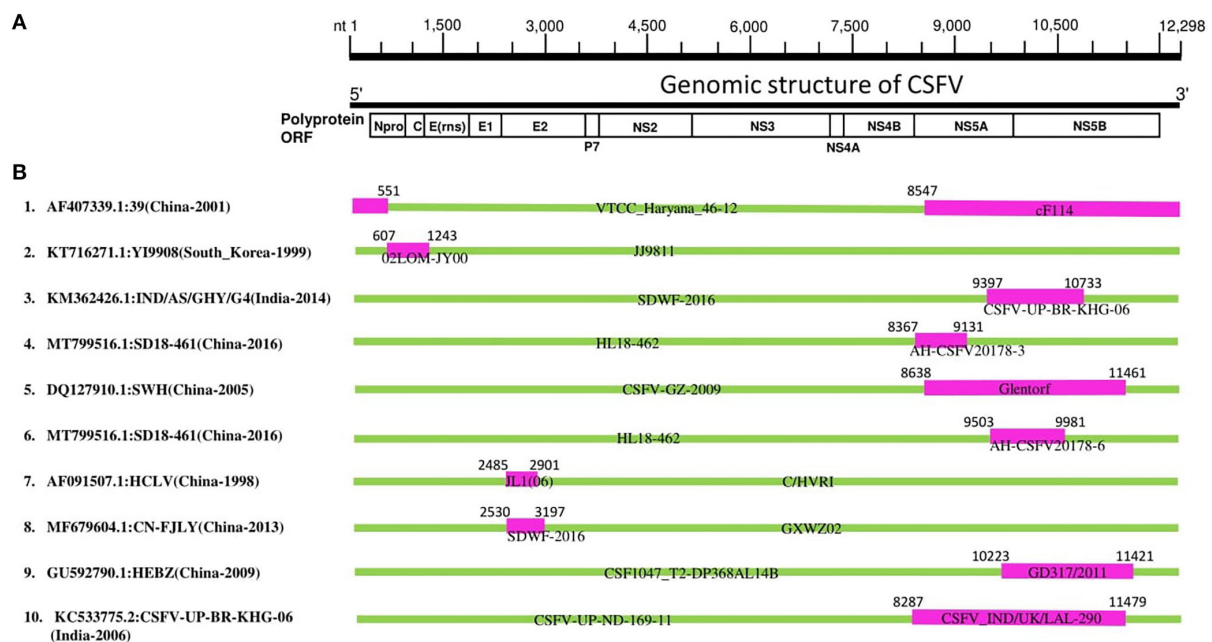 A
nt 1 1,500 3,000 4,500 6,000 7,500 9,000 10,500 12,298
Genomic structure of CSFV
5' 3'
Polyprotein ORF
Npro C E(rns) E1 E2 NS2 NS3 NS4B NS5A NS5B
P7 NS4A
B
551 8547
1. AF407339.1:39(China-2001) VTCC_Haryana_46-12 cF114
607 1243
2. KT716271.1:YI9908(South_Korea-1999) 02LOM-JY00 JJ9811
9397 10733
3. KM362426.1:IND/AS/GHY/G4(India-2014) SDWF-2016
CSFV-UP-BR-KHG-06
8367 9131
4. MT799516.1:SD18-461(China-2016) HL18-462
AH-CSFV20178-3
8638 11461
5. DQ127910.1:SWH(China-2005) CSFV-GZ-2009 Glentorf
9503 9981
6. MT799516.1:SD18-461(China-2016) HL18-462
AH-CSFV20178-6
2485 2901
7. AF091507.1:HCLV(China-1998) JL1(06) C/HVRI
2530 3197
8. MF679604.1:CN-FJLY(China-2013) SDWF-2016 GXWZ02
10223 11421
9. GU592790.1:HEBZ(China-2009) CSF1047_T2-DP368AL14B GD317/2011
8287 11479
10. KC533775.2:CSFV-UP-BR-KHG-06 CSFV-UP-ND-169-11 CSFV_IND/UK/LAL-290
(India-2006)